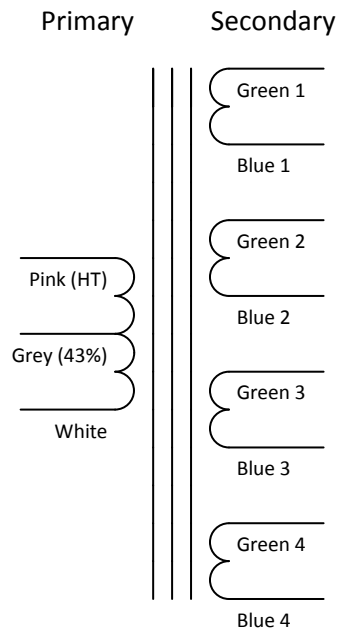 Primary
Secondary
Green 1
Blue 1
Green 2
Blue 2
Pink (HT)
Grey (43%)
White
Green 3
Blue 3
Green 4
Blue 4